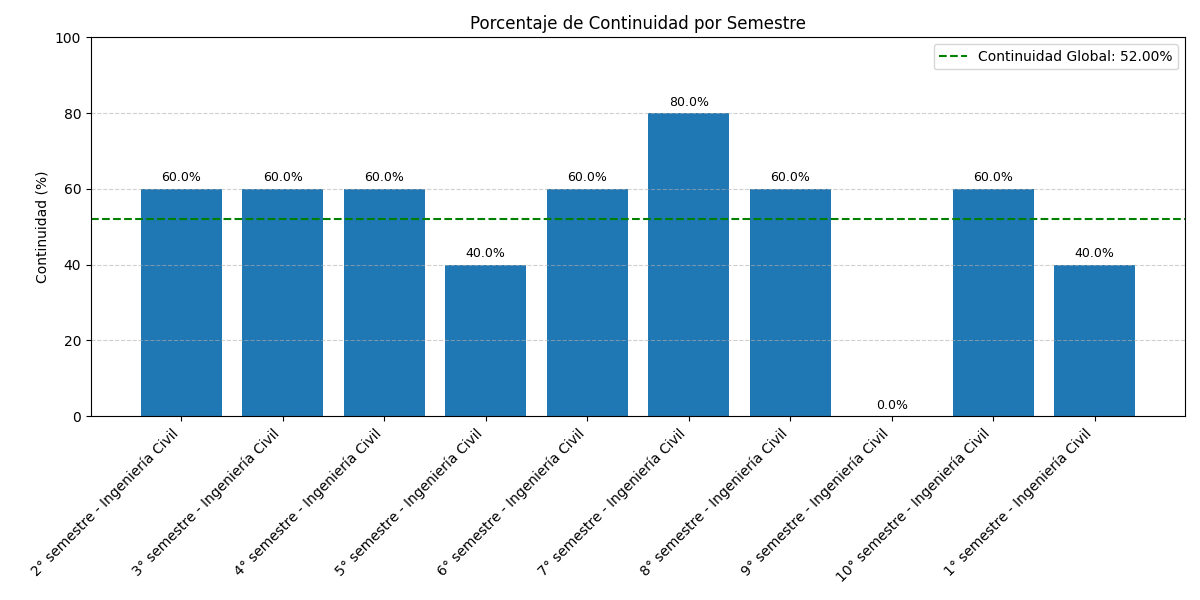 Porcentaje de Continuidad por Semestre
Continuidad Global: 52.00%
Continuidad (%)
100
80
60
40
20
0
60.0%
60.0%
60.0%
40.0%
60.0%
80.0%
60.0%
0.0%
60.0%
40.0%
2° semestre - Ingeniería Civil
3° semestre - Ingeniería Civil
4° semestre - Ingeniería Civil
5° semestre - Ingeniería Civil
6° semestre - Ingeniería Civil
7° semestre - Ingeniería Civil
8° semestre - Ingeniería Civil
9° semestre - Ingeniería Civil
10° semestre - Ingeniería Civil
1° semestre - Ingeniería Civil